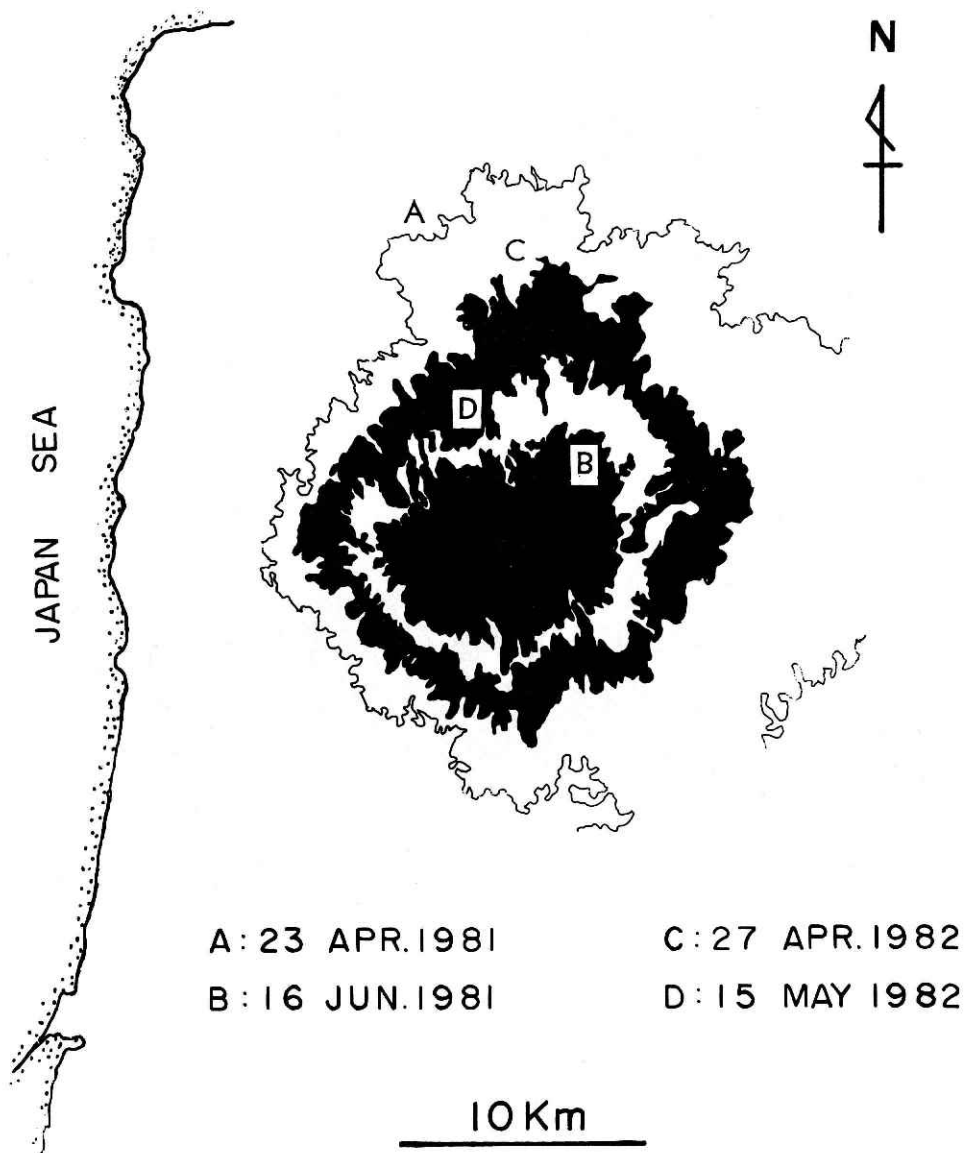 N
A
C
D
B
JAPAN SEA
A : 23 APR. 1981
C : 27 APR. 1982
B : 16 JUN. 1981
D : 15 MAY 1982
10 Km